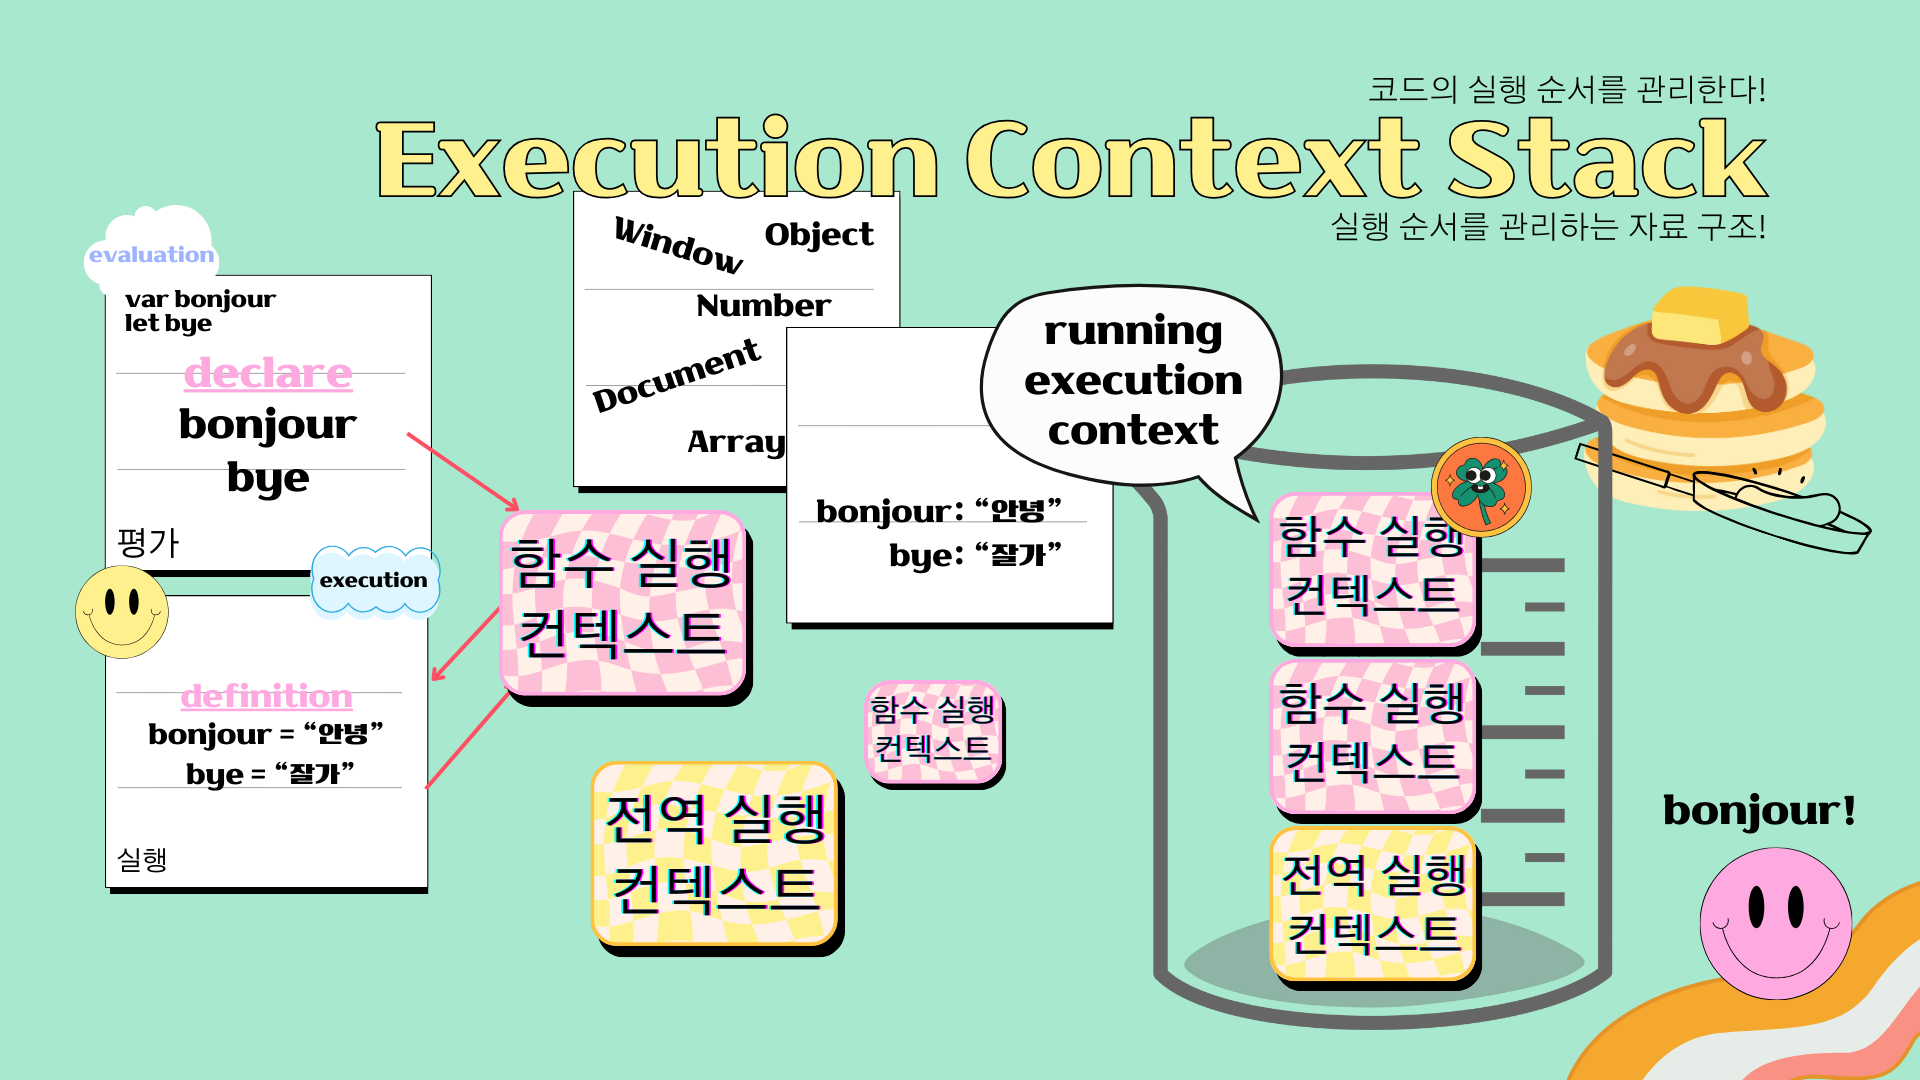 코드의 실행 순서를 관리한다!
Execution Context Stack
실행 순서를 관리하는 자료 구조!
evaluation
var bonjour
let bye
declare
bonjour
bye
평가
execution
definition
bonjour = “안녕”
bye = “잘가”
실행
Window
Object
Number
Document
Array
bonjour: “안녕”
bye: “잘가”
함수 실행
컨텍스트
함수 실행
컨텍스트
전역 실행
컨텍스트
running
execution
context
함수 실행
컨텍스트
함수 실행
컨텍스트
전역 실행
컨텍스트
bonjour!